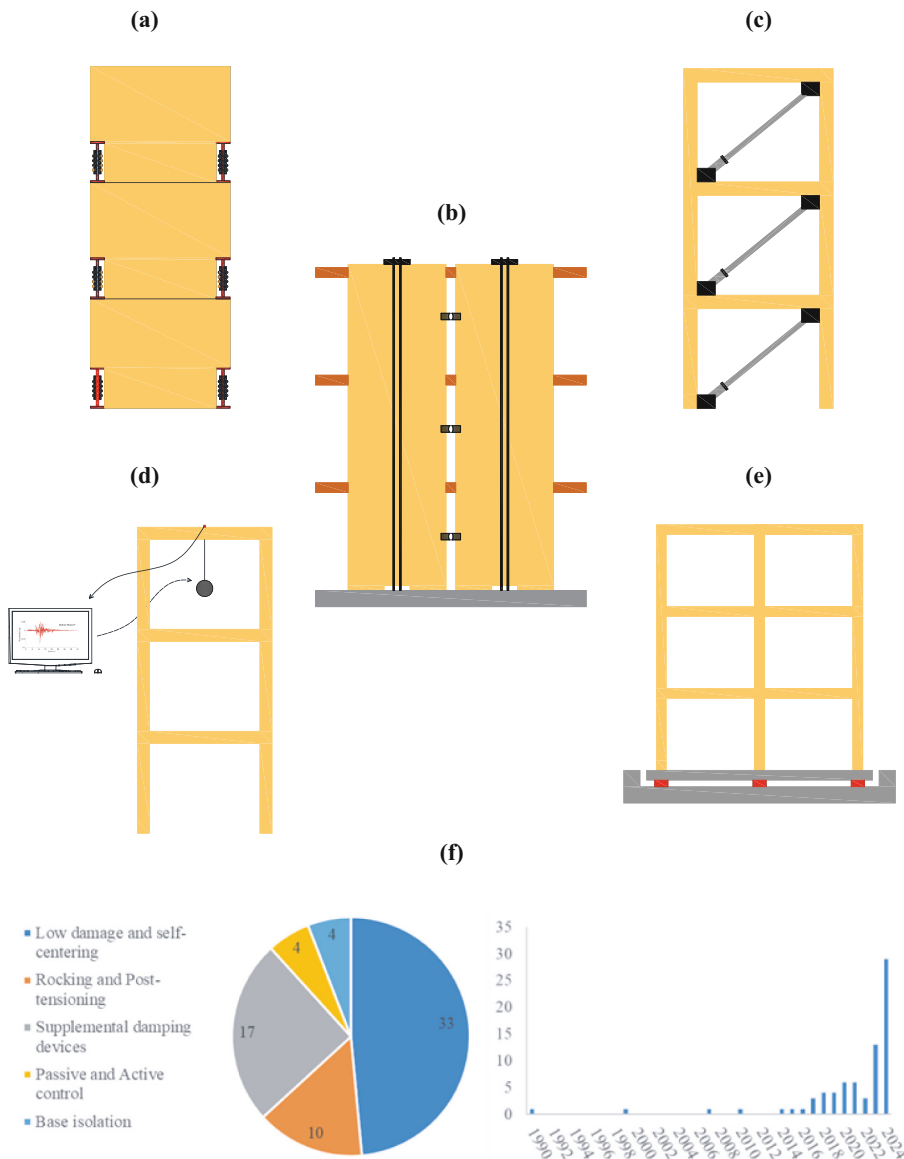 (a)
(c)
(b)
(d)
(e)
(f)
Low damage and self-
centering
Rocking and Post-
tensioning
Supplemental damping
devices
Passive and Active
control
Base isolation
4
4
17
33
10
35
30
25
20
15
10
5
0
1990
1992
1994
1996
1998
2000
2002
2004
2006
2008
2010
2012
2014
2016
2018
2020
2022
2024